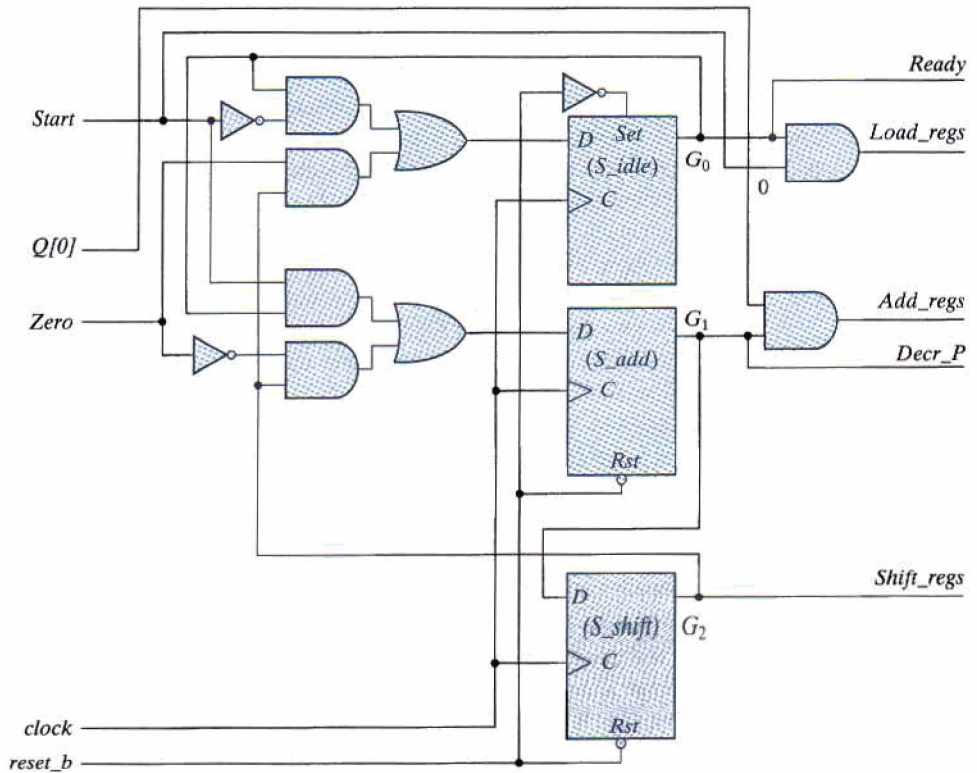 Ready
Start
Load_regs
D
Set
G0
(S_idle)
0
C
Q[0]
Add_regs
Zero
G1
D
Decr_P
(S_add)
C
Rst
Shift_regs
D
(S_shift)
G2
C
clock
Rst
reset_b